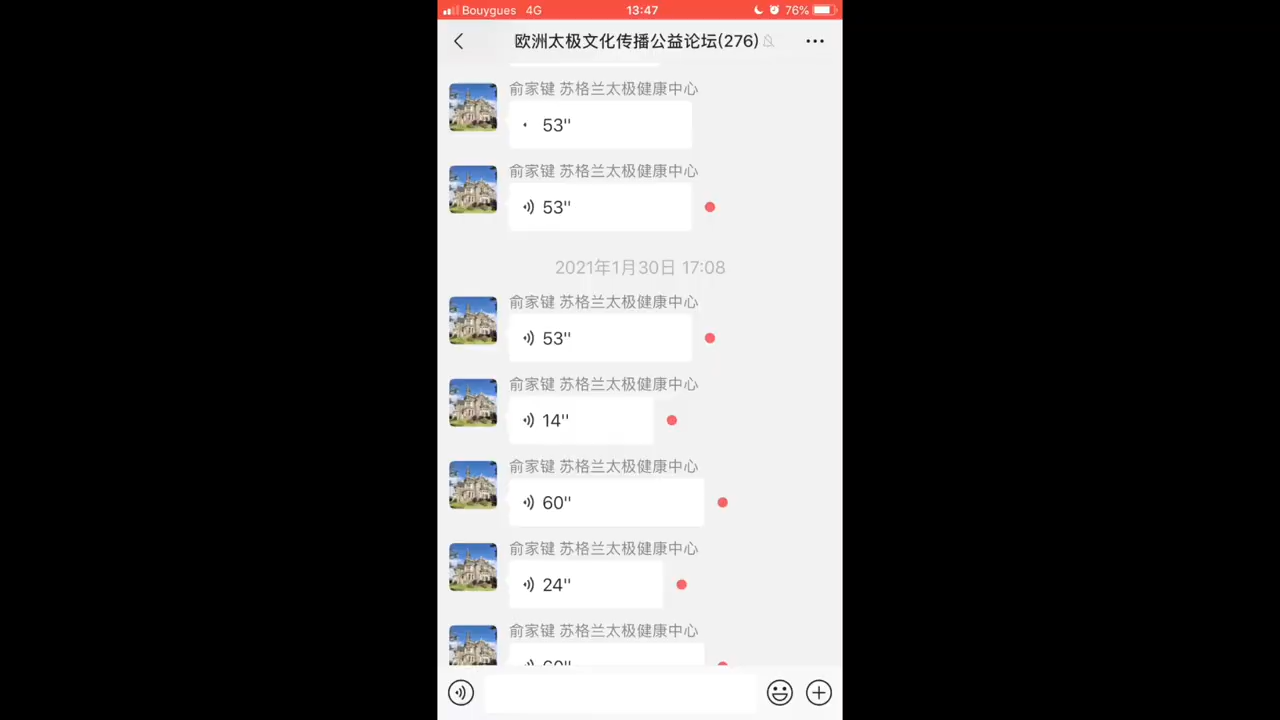 Bouygues 4G 13:47 76%
欧洲太极文化传播公益论坛(276)
俞家键 苏格兰太极健康中心
53''
俞家键 苏格兰太极健康中心
53''
2021年1月30日 17:08
俞家键 苏格兰太极健康中心
53''
俞家键 苏格兰太极健康中心
14''
俞家键 苏格兰太极健康中心
60''
俞家键 苏格兰太极健康中心
24''
俞家键 苏格兰太极健康中心
60''